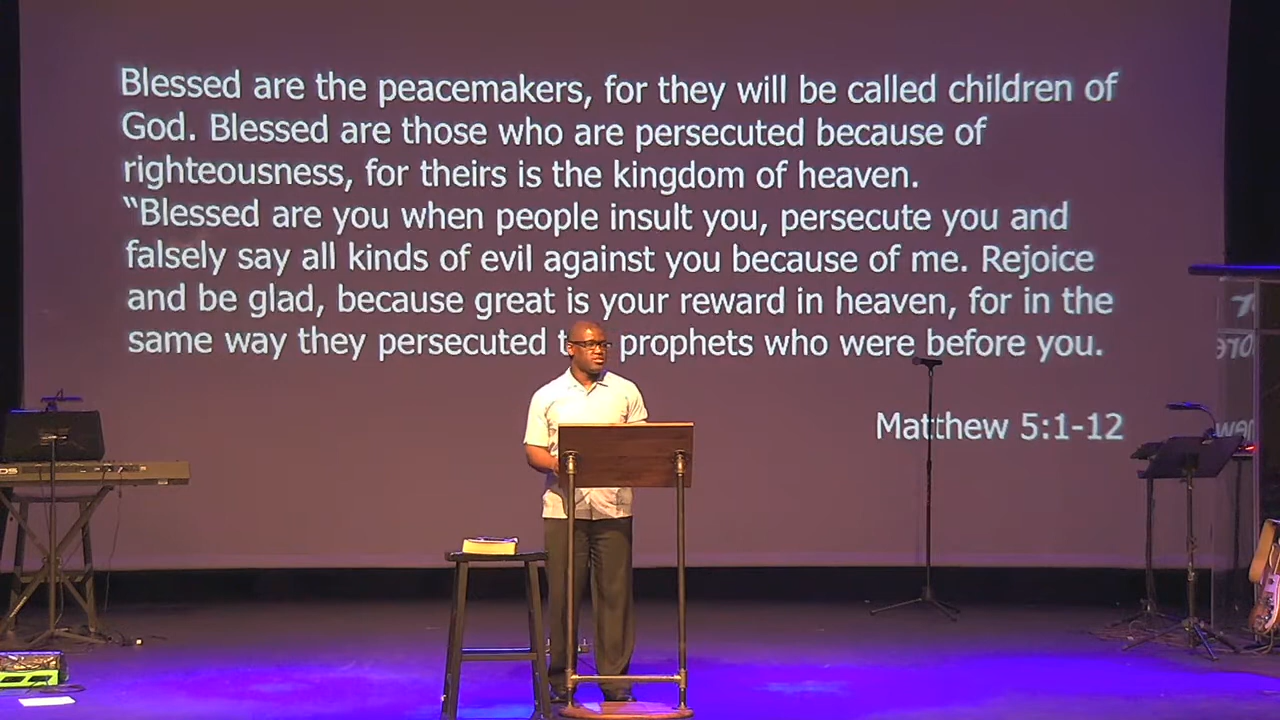 Blessed are the peacemakers, for they will be called children of
God. Blessed are those who are persecuted because of
righteousness, for theirs is the kingdom of heaven.
“Blessed are you when people insult you, persecute you and
falsely say all kinds of evil against you because of me. Rejoice
and be glad, because great is your reward in heaven, for in the
same way they persecuted prophets who were before you.
Matthew 5:1-12